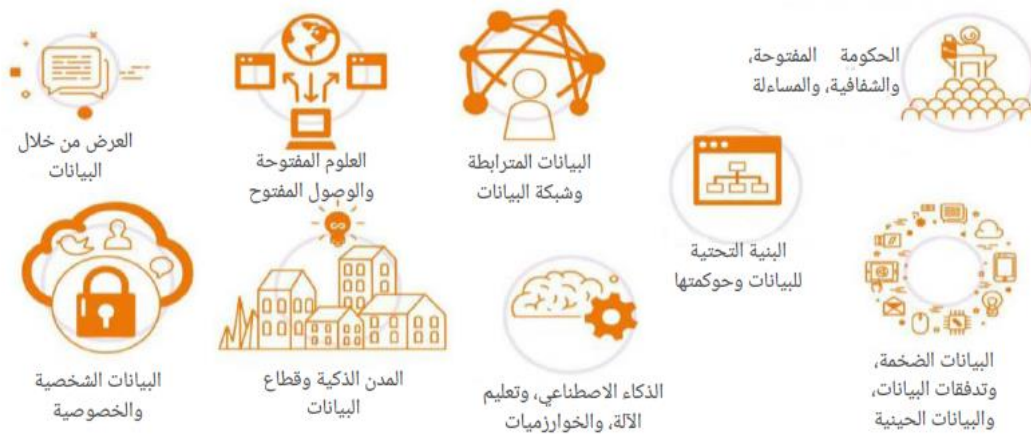 الحكومة المفتوحة،
والشفافية، والمساءلة
البيانات المترابطة
وشبكة البيانات
العلوم المفتوحة
والوصول المفتوح
العرض من خلال
البيانات
البنية التحتية
للبيانات وحوكمتها
البيانات الضخمة،
وتدفقات البيانات،
والبيانات الحينية
الذكاء الاصطناعي، وتعليم
الآلة، والخوارزميات
المدن الذكية وقطاع
البيانات
البيانات الشخصية
والخصوصية